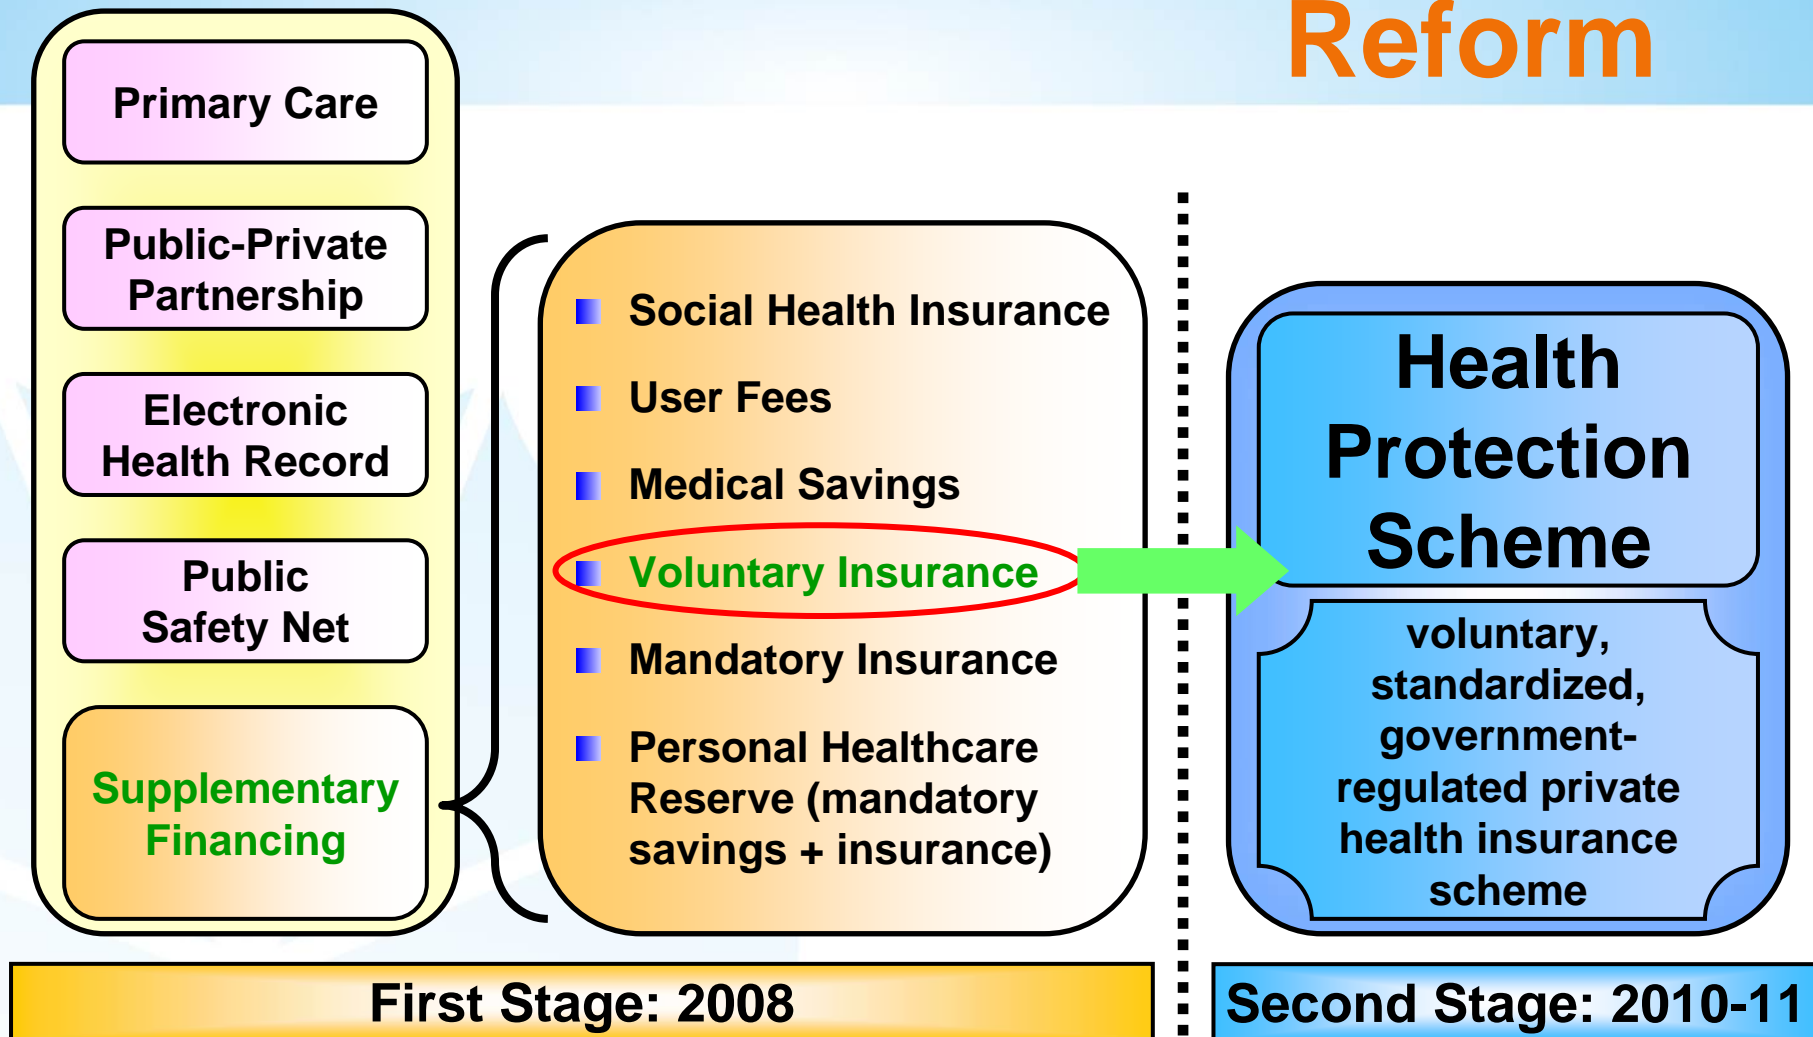 Reform
Primary Care
Public-Private
Partnership
Electronic
Health Record
Public
Safety Net
Supplementary
Financing
Social Health Insurance
User Fees
Medical Savings
Voluntary Insurance
Mandatory Insurance
Personal Healthcare
Reserve (mandatory
savings + insurance)
Health
Protection
Scheme
voluntary,
standardized,
government-
regulated private
health insurance
scheme
First Stage: 2008
Second Stage: 2010-11